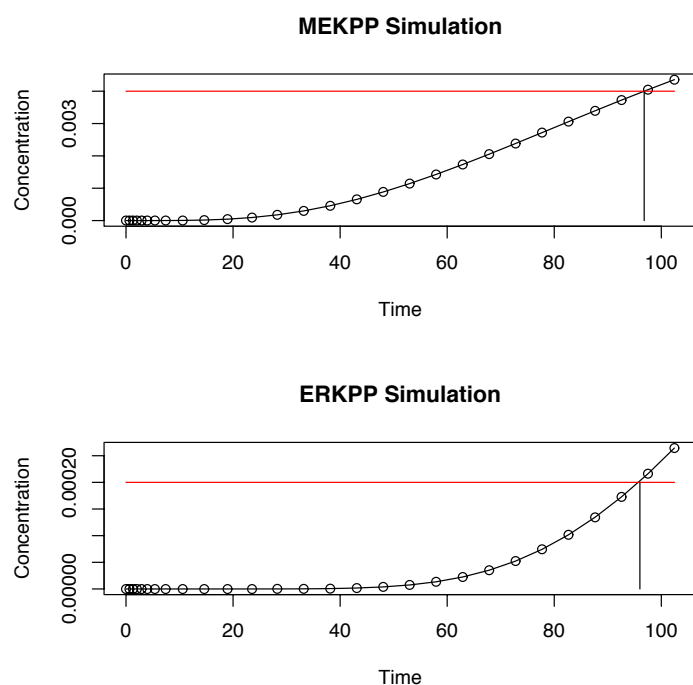 MEKPP Simulation
Concentration
0.003
0.000
0 20 40 60 80 100
Time
ERKPP Simulation
Concentration
0.00020
0.00000
0 20 40 60 80 100
Time